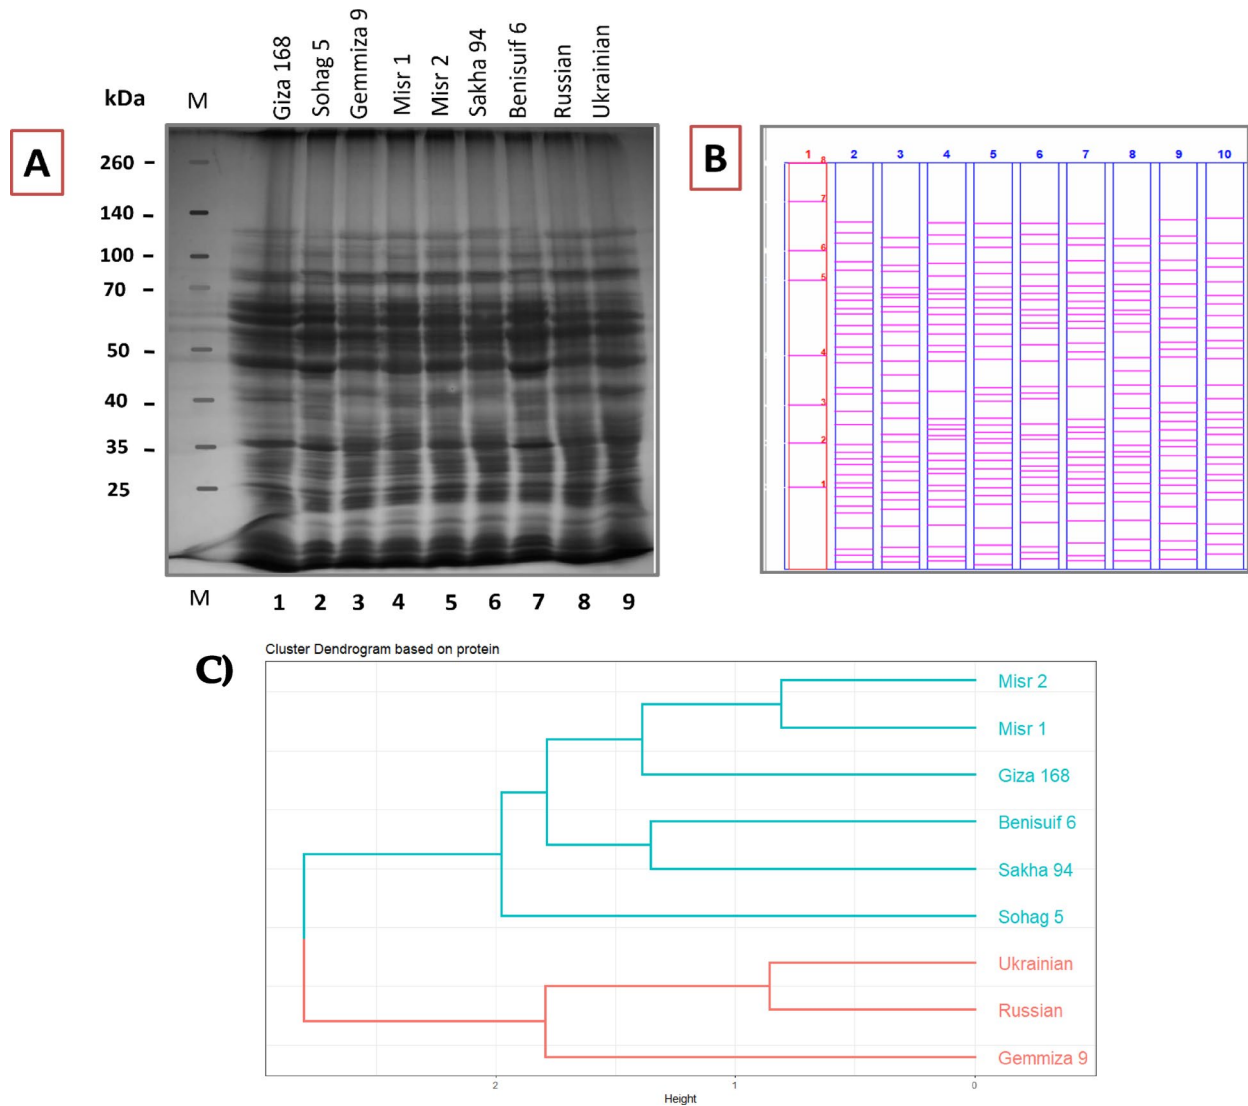 Giza 168
Sohag 5
Gemmiza 9
Misr 1
Misr 2
Sakha 94
Benisuif 6
Russian
Ukrainian
kDa M
A
260 –
140 –
100 –
70 –
50 –
40 –
35 –
25
M 1 2 3 4 5 6 7 8 9
B
1 2 3 4 5 6 7 8 9 10
8
7
6
5
4
3
2
1
C)
Cluster Dendrogram based on protein
Misr 2
Misr 1
Giza 168
Benisuif 6
Sakha 94
Sohag 5
Ukrainian
Russian
Gemmiza 9
2 1 0
Height